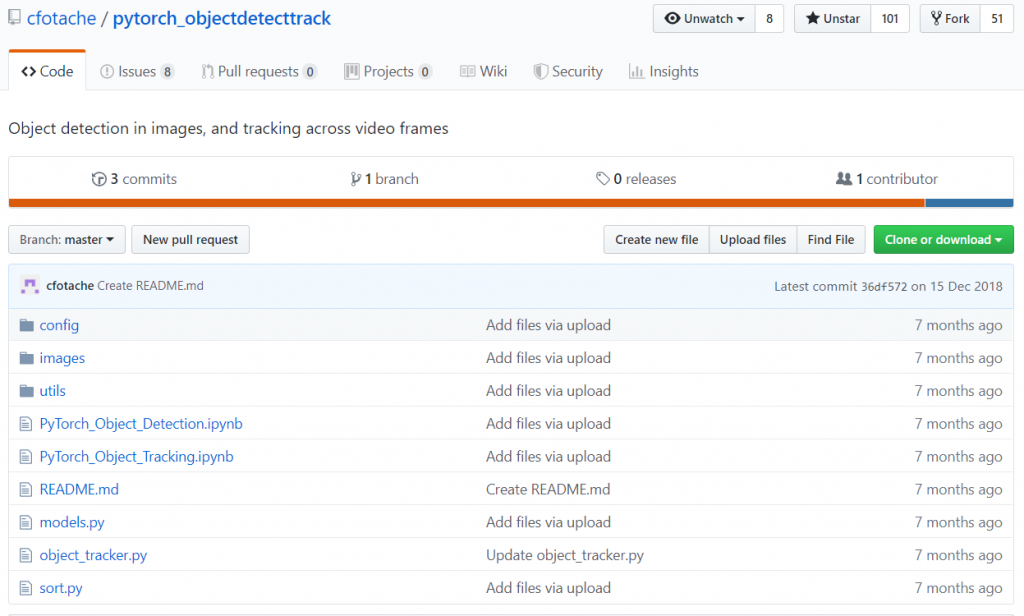 cfotache / pytorch_objectdetecttrack Unwatch 8 Unstar 101 Fork 51
Code Issues 8 Pull requests 0 Projects 0 Wiki Security Insights
Object detection in images, and tracking across video frames
3 commits 1 branch 0 releases 1 contributor
Branch: master New pull request Create new file Upload files Find File Clone or download
cfotache Create README.md Latest commit 36df572 on 15 Dec 2018
config Add files via upload 7 months ago
images Add files via upload 7 months ago
utils Add files via upload 7 months ago
PyTorch_Object_Detection.ipynb Add files via upload 7 months ago
PyTorch_Object_Tracking.ipynb Add files via upload 7 months ago
README.md Create README.md 7 months ago
models.py Add files via upload 7 months ago
object_tracker.py Update object_tracker.py 7 months ago
sort.py Add files via upload 7 months ago